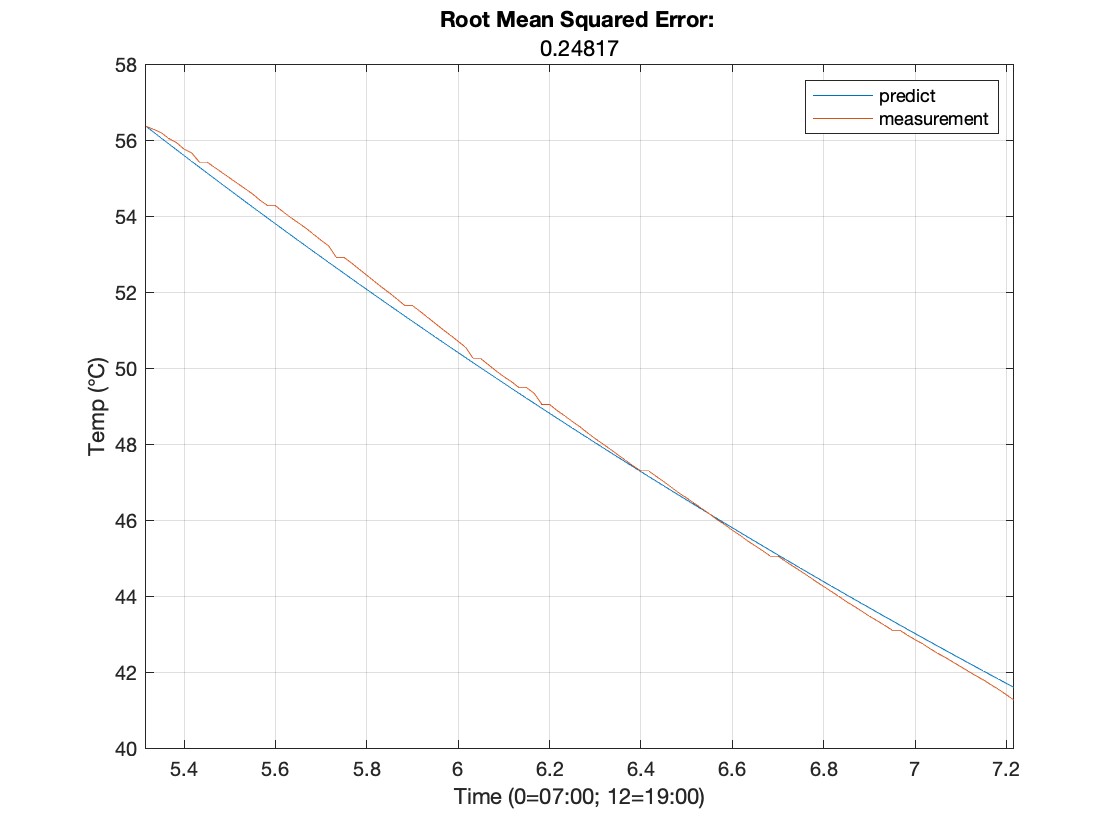 Root Mean Squared Error:
0.24817
58
56
54
52
50
48
46
44
42
40
Temp (°C)
predict
measurement
5.4 5.6 5.8 6 6.2 6.4 6.6 6.8 7 7.2
Time (0=07:00; 12=19:00)